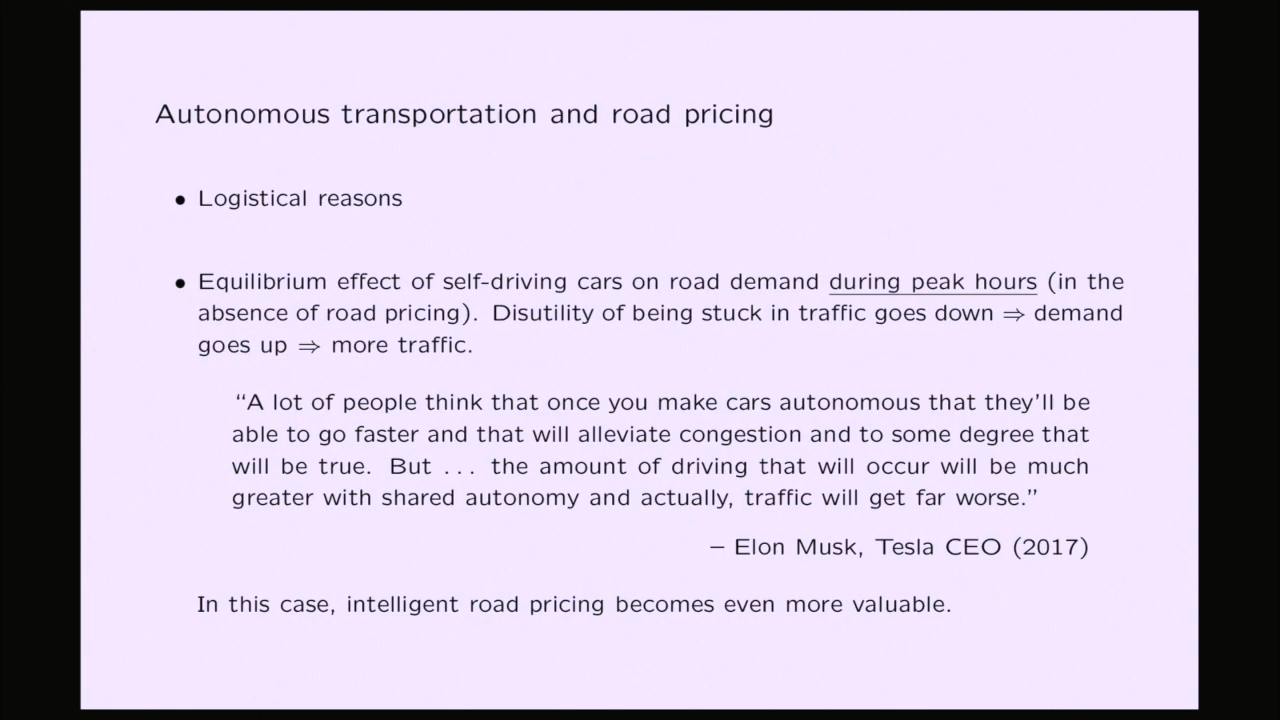 Autonomous transportation and road pricing
• Logistical reasons
• Equilibrium effect of self-driving cars on road demand during peak hours (in the
absence of road pricing). Disutility of being stuck in traffic goes down ⇒ demand
goes up ⇒ more traffic.
“A lot of people think that once you make cars autonomous that they’ll be
able to go faster and that will alleviate congestion and to some degree that
will be true. But ... the amount of driving that will occur will be much
greater with shared autonomy and actually, traffic will get far worse.”
– Elon Musk, Tesla CEO (2017)
In this case, intelligent road pricing becomes even more valuable.